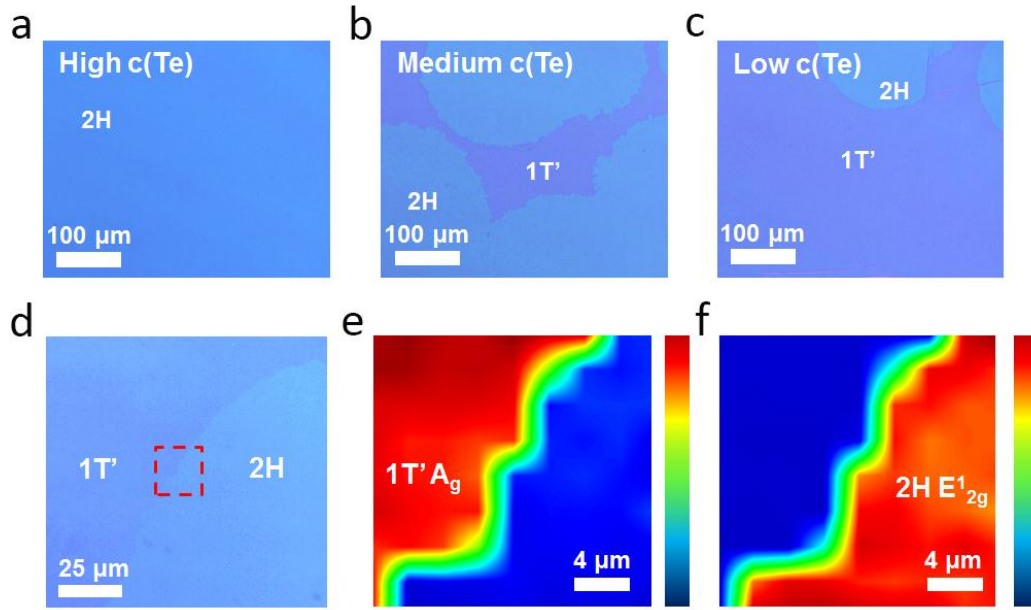 a
High c(Te)
2H
100 μm
b
Medium c(Te)
1T’
2H
100 μm
c
Low c(Te)
2H
1T’
100 μm
d
1T’
2H
25 μm
e
1T’ Ag
4 μm
f
2H E¹2g
4 μm